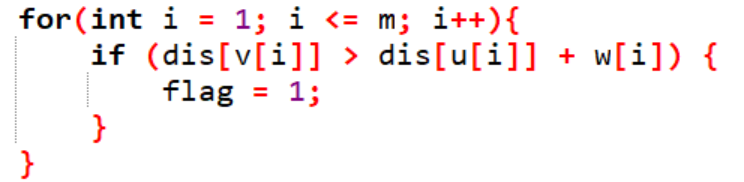 for(int i = 1; i <= m; i++){
    if (dis[v[i]] > dis[u[i]] + w[i]) {
        flag = 1;
    }
}